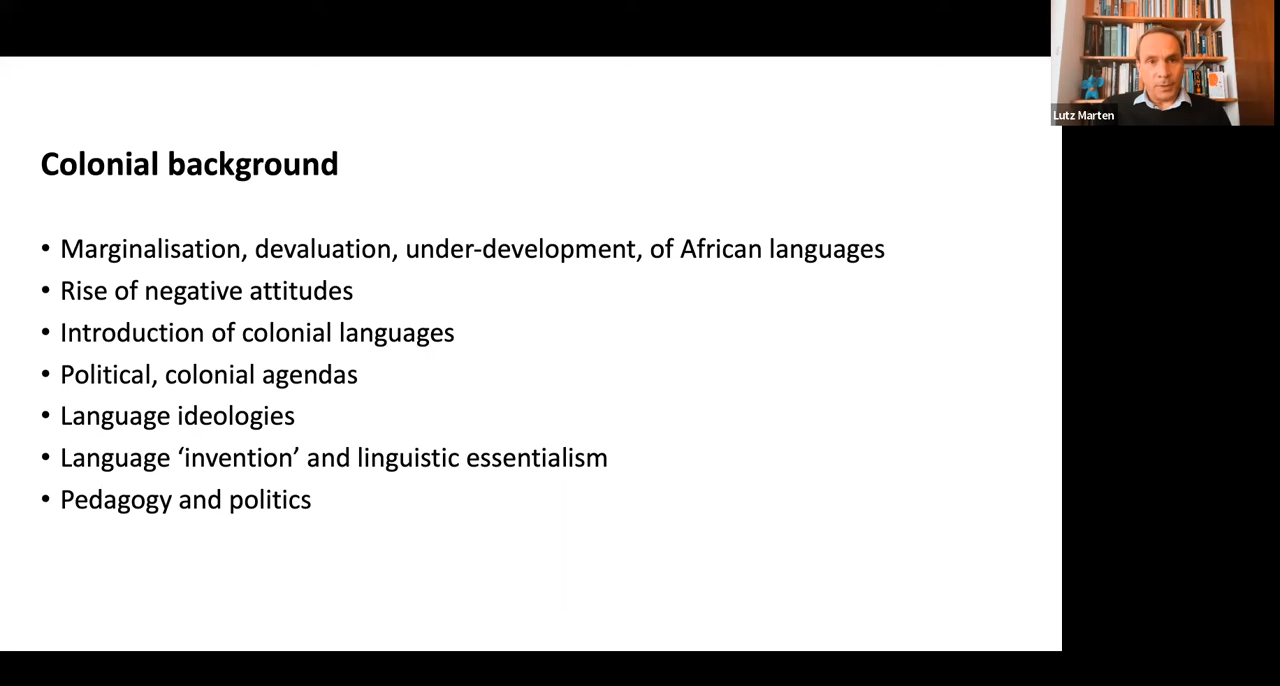 Lutz Marten
Colonial background
• Marginalisation, devaluation, under-development, of African languages
• Rise of negative attitudes
• Introduction of colonial languages
• Political, colonial agendas
• Language ideologies
• Language ‘invention’ and linguistic essentialism
• Pedagogy and politics